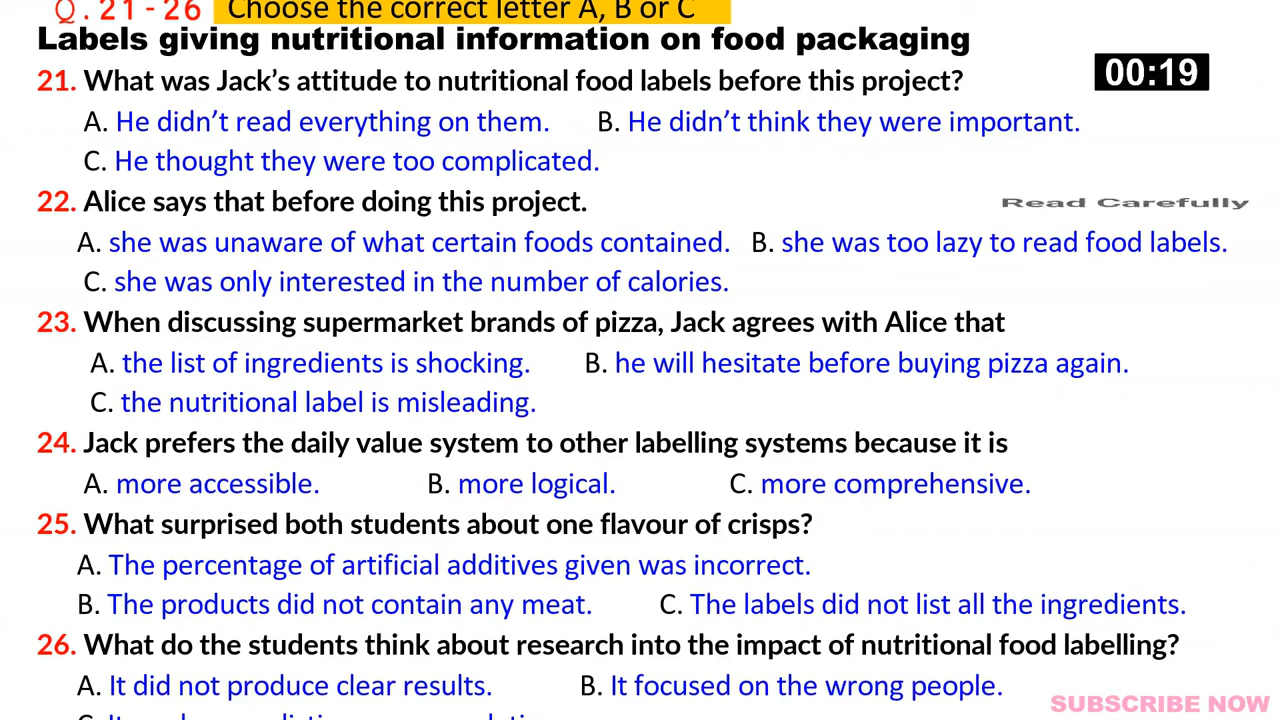 Q.21-26 Choose the correct letter A, B or C
Labels giving nutritional information on food packaging
00:19
21. What was Jack's attitude to nutritional food labels before this project?
A. He didn't read everything on them. B. He didn't think they were important.
C. He thought they were too complicated.
22. Alice says that before doing this project.
Read Carefully
A. she was unaware of what certain foods contained. B. she was too lazy to read food labels.
C. she was only interested in the number of calories.
23. When discussing supermarket brands of pizza, Jack agrees with Alice that
A. the list of ingredients is shocking. B. he will hesitate before buying pizza again.
C. the nutritional label is misleading.
24. Jack prefers the daily value system to other labelling systems because it is
A. more accessible. B. more logical. C. more comprehensive.
25. What surprised both students about one flavour of crisps?
A. The percentage of artificial additives given was incorrect.
B. The products did not contain any meat. C. The labels did not list all the ingredients.
26. What do the students think about research into the impact of nutritional food labelling?
A. It did not produce clear results. B. It focused on the wrong people.
SUBSCRIBE NOW